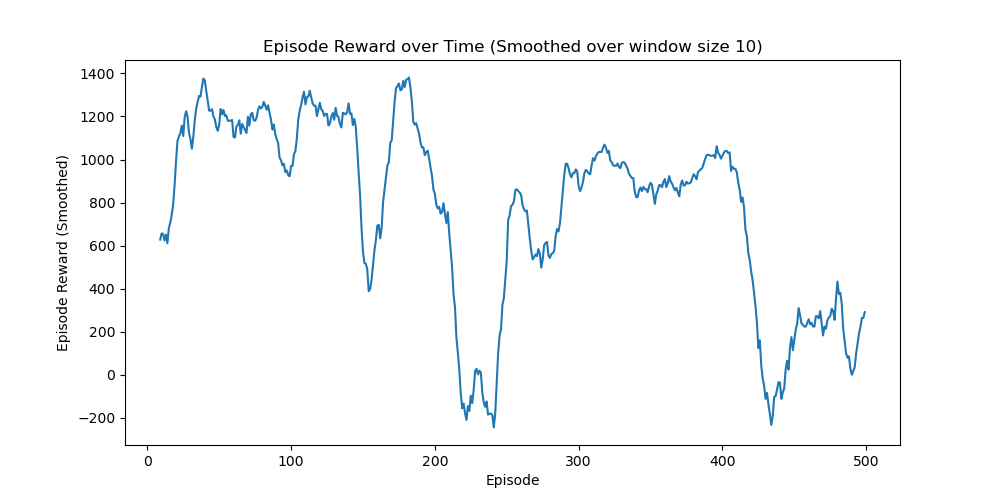 Episode Reward over Time (Smoothed over window size 10)
Episode Reward (Smoothed)
1400
1200
1000
800
600
400
200
0
−200
0 100 200 300 400 500
Episode